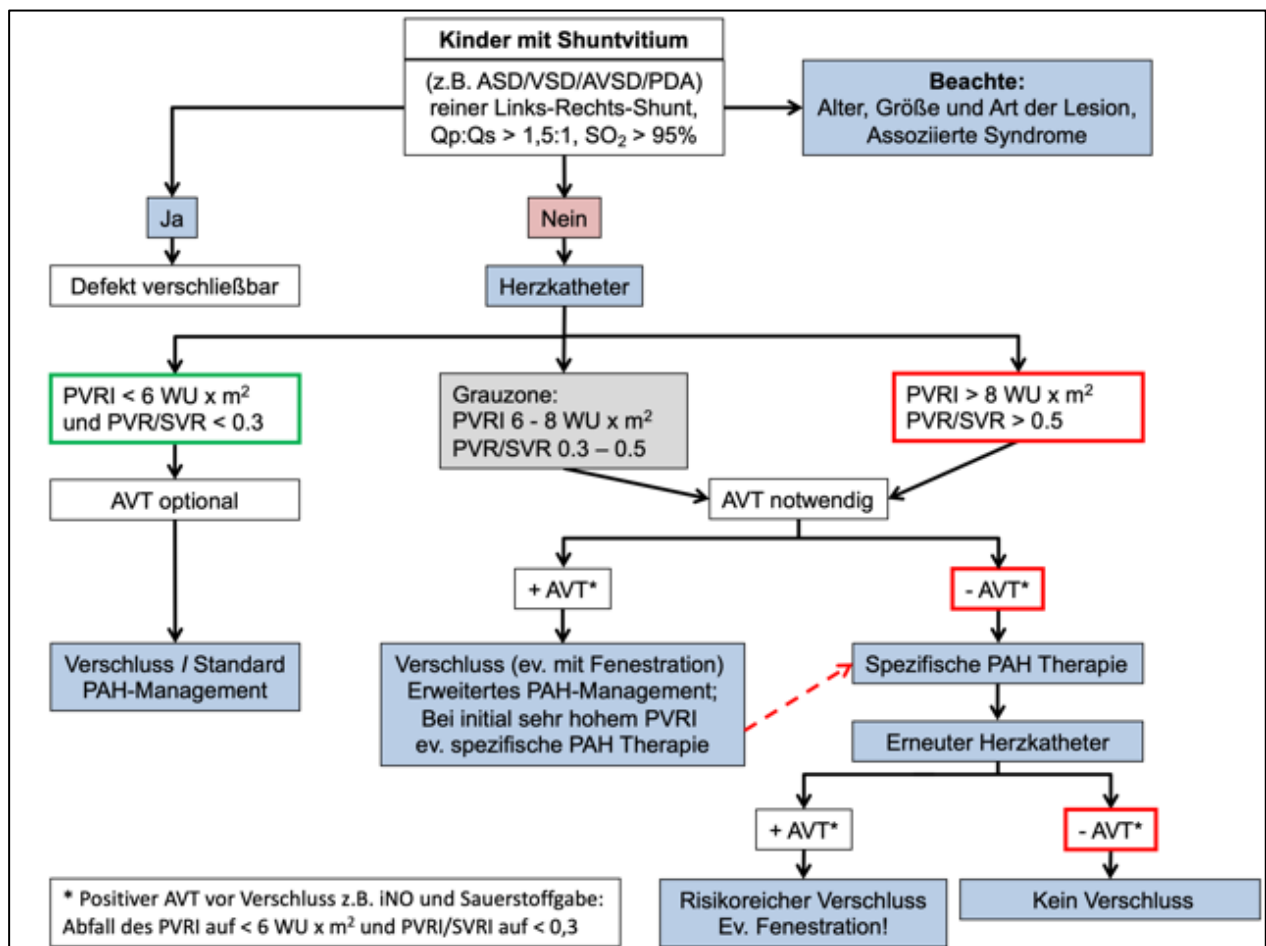 Kinder mit Shuntvitium
(z.B. ASD/VSD/AVSD/PDA)
reiner Links-Rechts-Shunt,
Qp:Qs > 1,5:1, SO₂ > 95%
Beachte:
Alter, Größe und Art der Lesion,
Assoziierte Syndrome
Ja
Nein
Defekt verschließbar
Herzkatheter
PVRI < 6 WU x m²
und PVR/SVR < 0.3
Grauzone:
PVRI 6 - 8 WU x m²
PVR/SVR 0.3 – 0.5
PVRI > 8 WU x m²
PVR/SVR > 0.5
AVT optional
AVT notwendig
+ AVT*
- AVT*
Verschluss / Standard
PAH-Management
Verschluss (ev. mit Fenestration)
Erweitertes PAH-Management;
Bei initial sehr hohem PVRI
ev. spezifische PAH Therapie
Spezifische PAH Therapie
Erneuter Herzkatheter
+ AVT*
- AVT*
Risikoreicher Verschluss
Ev. Fenestration!
Kein Verschluss
* Positiver AVT vor Verschluss z.B. iNO und Sauerstoffgabe:
Abfall des PVRI auf < 6 WU x m² und PVRI/SVRI auf < 0,3